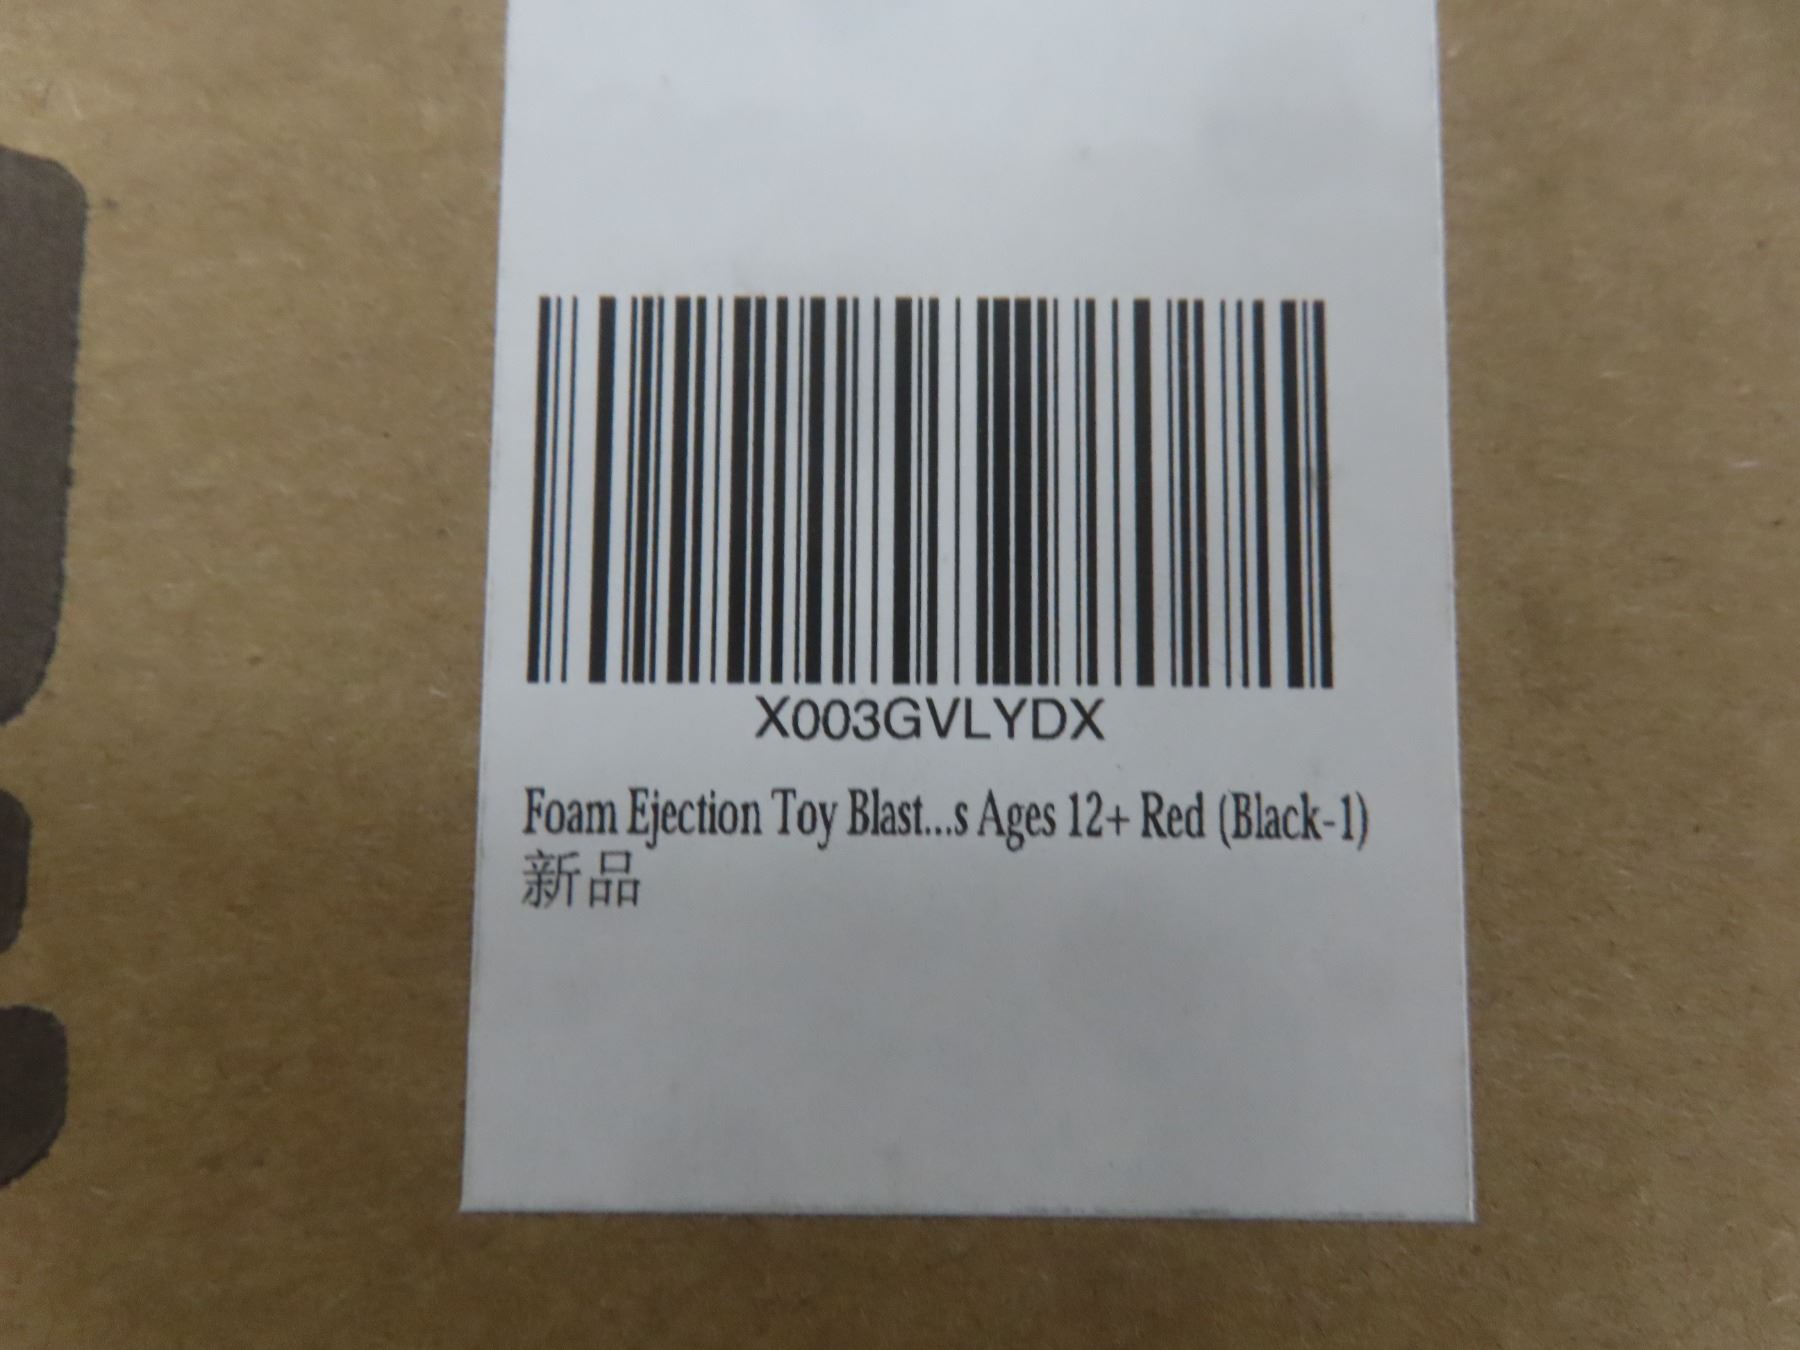 X003GVLYDX
Foam Ejection Toy Blast...s Ages 12+ Red (Black-1)
新品